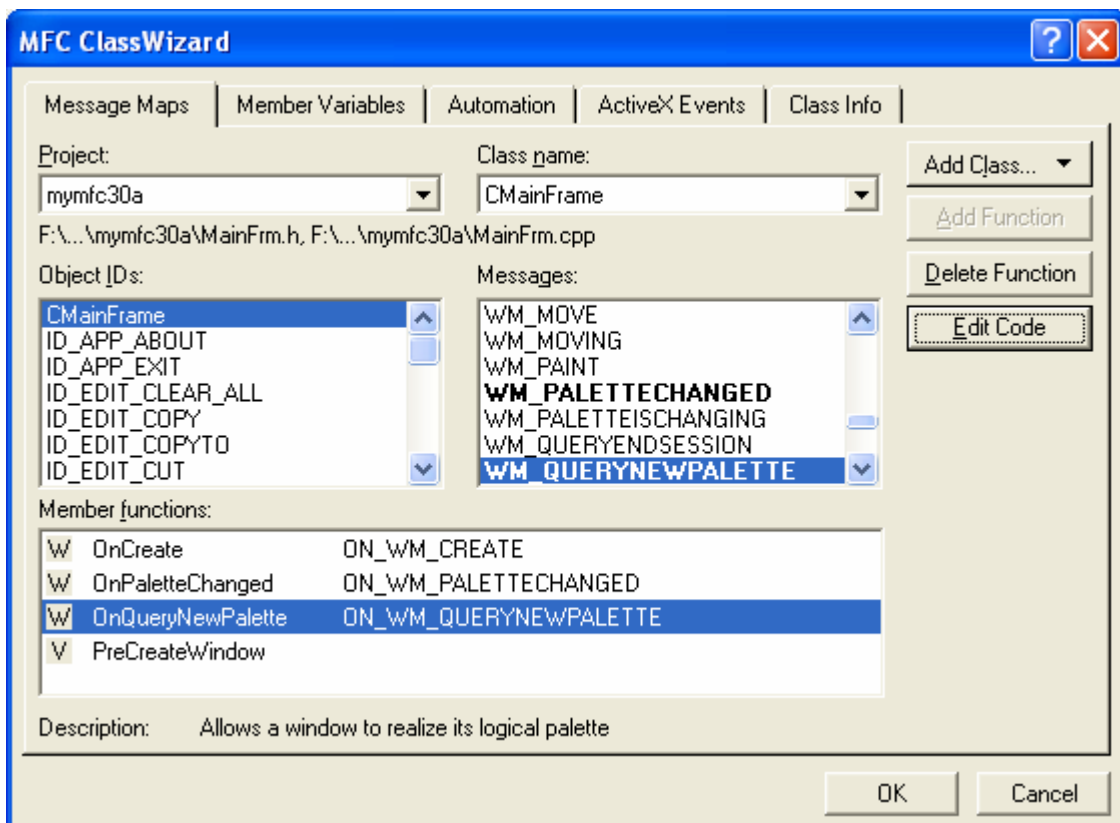 MFC ClassWizard
Message Maps Member Variables Automation ActiveX Events Class Info
Project: Class name:
mymfc30a CMainFrame
F:\...\mymfc30a\MainFrm.h, F:\...\mymfc30a\MainFrm.cpp
Add Class...
Add Function
Delete Function
Edit Code
Object IDs:
CMainFrame
ID_APP_ABOUT
ID_APP_EXIT
ID_EDIT_CLEAR_ALL
ID_EDIT_COPY
ID_EDIT_COPYTO
ID_EDIT_CUT
Messages:
WM_MOVE
WM_MOVING
WM_PAINT
WM_PALETTECHANGED
WM_PALETTEISCHANGING
WM_QUERYENDSESSION
WM_QUERYNEWPALETTE
Member functions:
W OnCreate ON_WM_CREATE
W OnPaletteChanged ON_WM_PALETTECHANGED
W OnQueryNewPalette ON_WM_QUERYNEWPALETTE
V PreCreateWindow
Description: Allows a window to realize its logical palette
OK Cancel